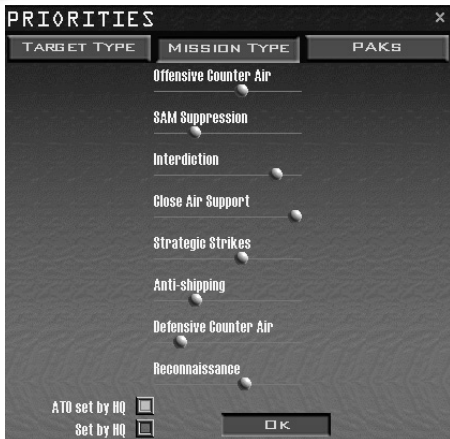 PRIORITIES ×
TARGET TYPE MISSION TYPE PAKS
Offensive Counter Air
SAM Suppression
Interdiction
Close Air Support
Strategic Strikes
Anti-shipping
Defensive Counter Air
Reconnaissance
ATO set by HQ
Set by HQ OK